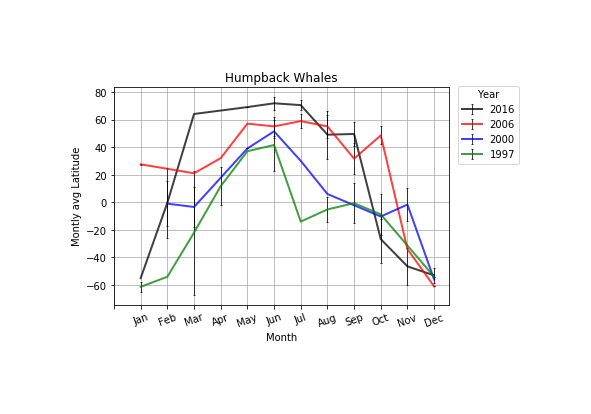 Humpback Whales
Year
2016
2006
2000
1997
80
60
40
20
0
−20
−40
−60
Montly avg Latitude
Jan Feb Mar Apr May Jun Jul Aug Sep Oct Nov Dec
Month